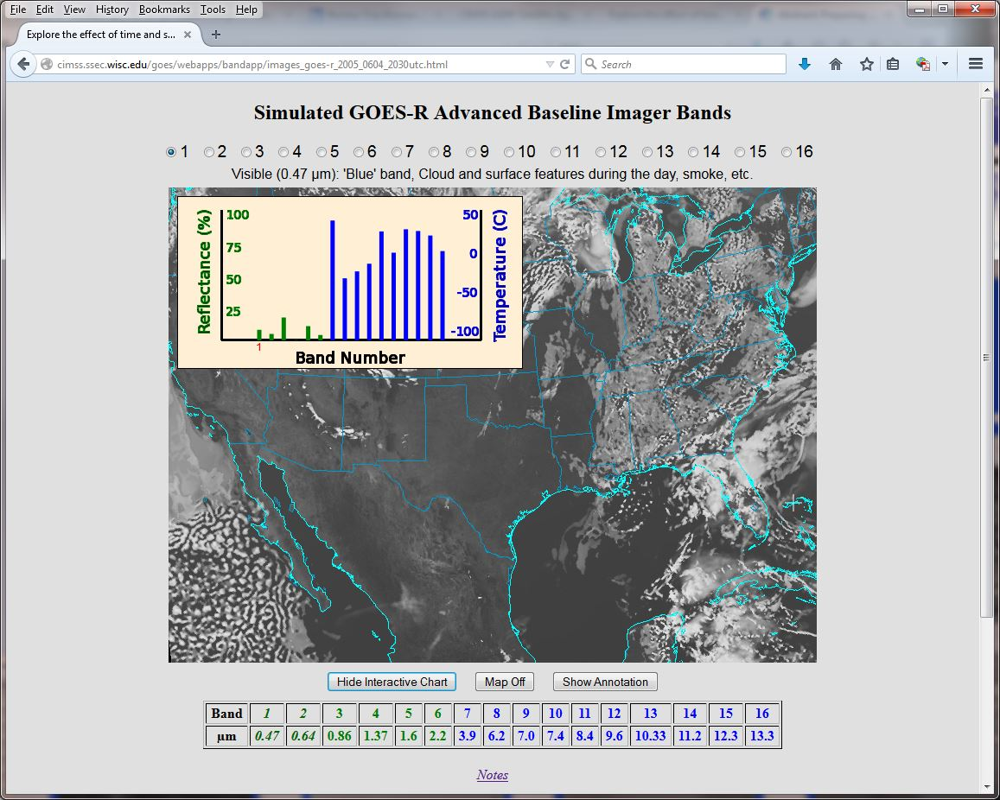 File Edit View History Bookmarks Tools Help
Explore the effect of time and s...
cimss.ssec.wisc.edu/goes/webapps/bandapp/images_goes-r_2005_0604_2030utc.html Search
Simulated GOES-R Advanced Baseline Imager Bands
1 2 3 4 5 6 7 8 9 10 11 12 13 14 15 16
Visible (0.47 µm): 'Blue' band, Cloud and surface features during the day, smoke, etc.
Reflectance (%)
100
75
50
25
50
0
-50
-100
Temperature (C)
1
Band Number
Hide Interactive Chart Map Off Show Annotation
Band 1 2 3 4 5 6 7 8 9 10 11 12 13 14 15 16
µm 0.47 0.64 0.86 1.37 1.6 2.2 3.9 6.2 7.0 7.4 8.4 9.6 10.33 11.2 12.3 13.3
Notes